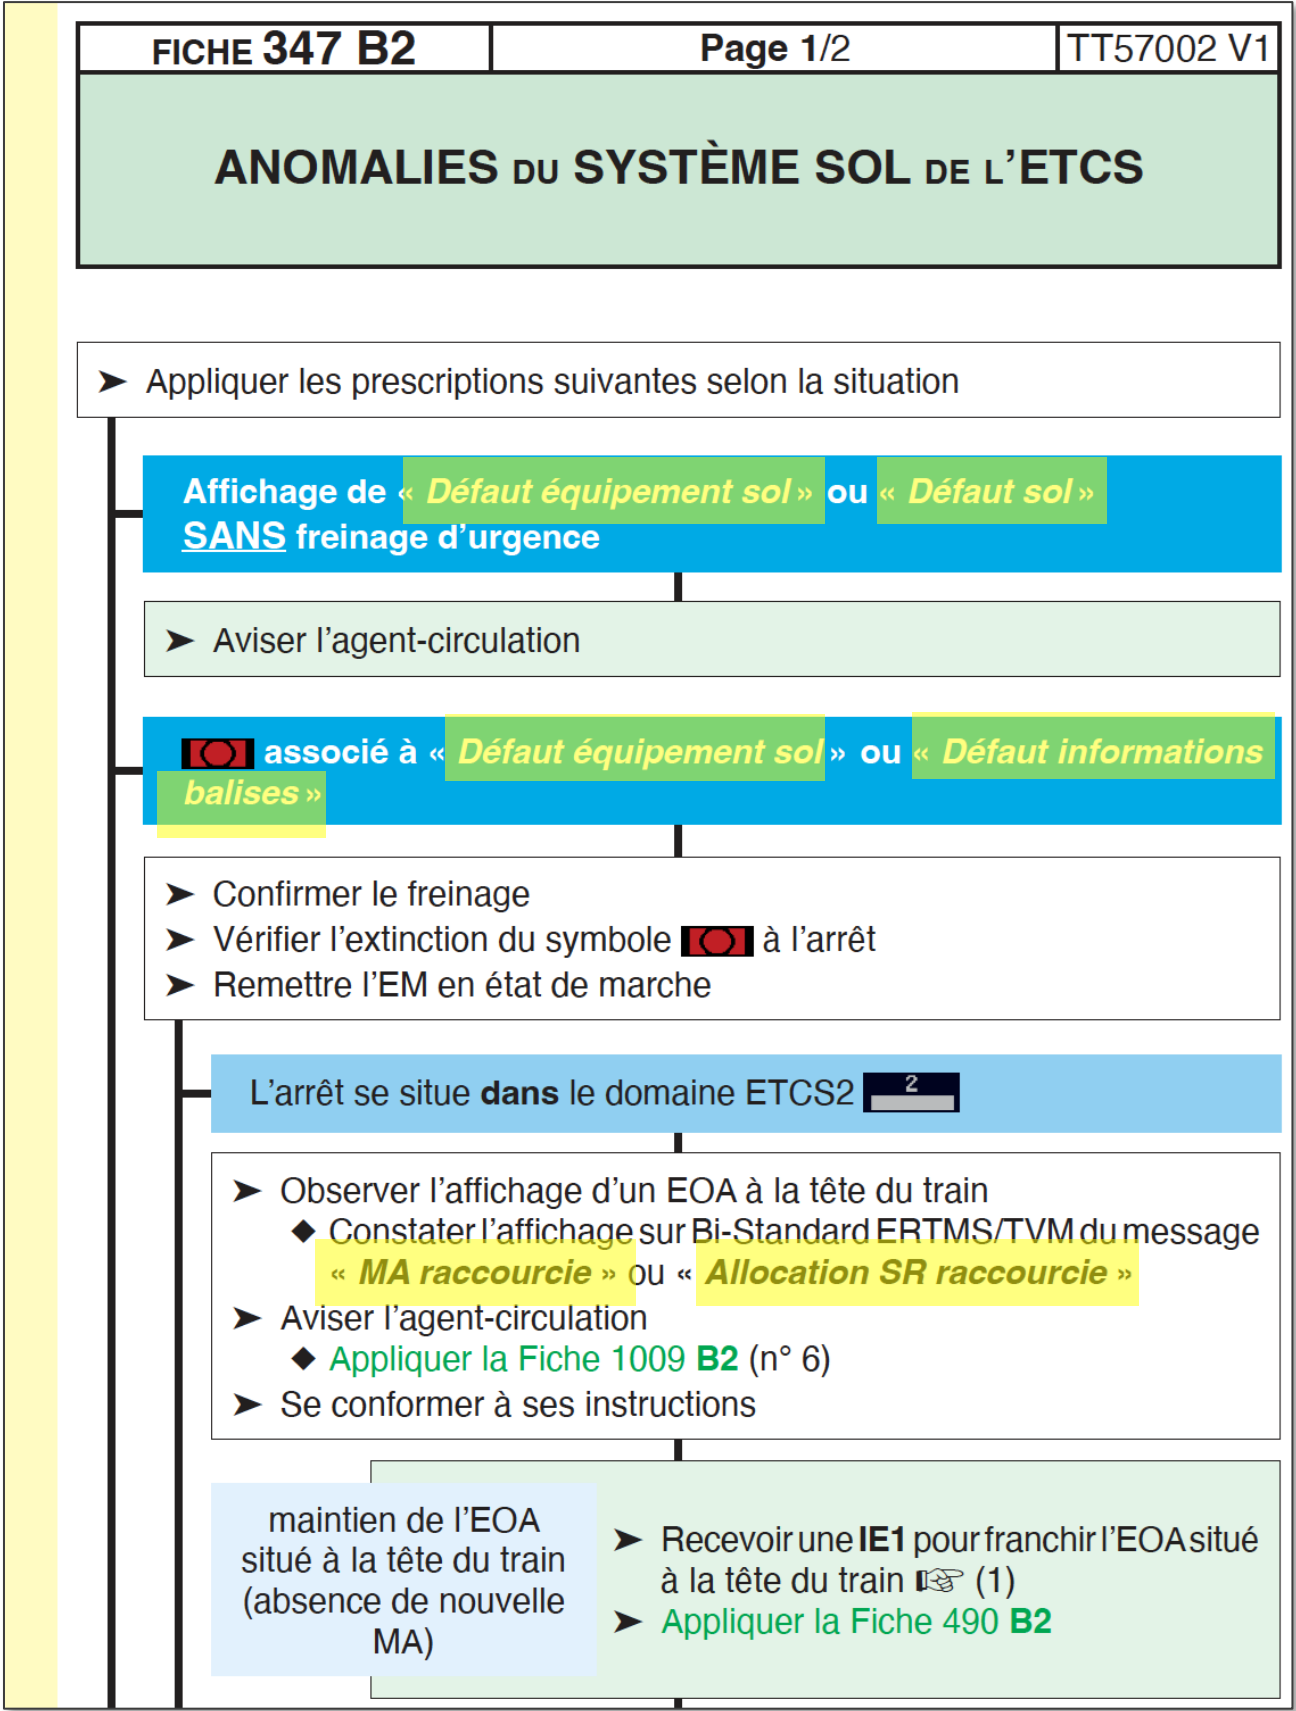 FICHE 347 B2
Page 1/2
TT57002 V1
ANOMALIES DU SYSTÈME SOL DE L'ETCS
➤ Appliquer les prescriptions suivantes selon la situation
Affichage de « Défaut équipement sol » ou « Défaut sol »
SANS freinage d'urgence
➤ Aviser l'agent-circulation
associé à « Défaut équipement sol » ou « Défaut informations
balises »
➤ Confirmer le freinage
➤ Vérifier l'extinction du symbole à l'arrêt
➤ Remettre l'EM en état de marche
L'arrêt se situe dans le domaine ETCS2 2
➤ Observer l'affichage d'un EOA à la tête du train
◆ Constater l'affichage sur Bi-Standard ERTMS/TVM du message
« MA raccourcie » ou « Allocation SR raccourcie »
➤ Aviser l'agent-circulation
◆ Appliquer la Fiche 1009 B2 (n° 6)
➤ Se conformer à ses instructions
maintien de l'EOA
situé à la tête du train
(absence de nouvelle
MA)
➤ Recevoir une IE1 pour franchir l'EOA situé
à la tête du train ☞ (1)
➤ Appliquer la Fiche 490 B2